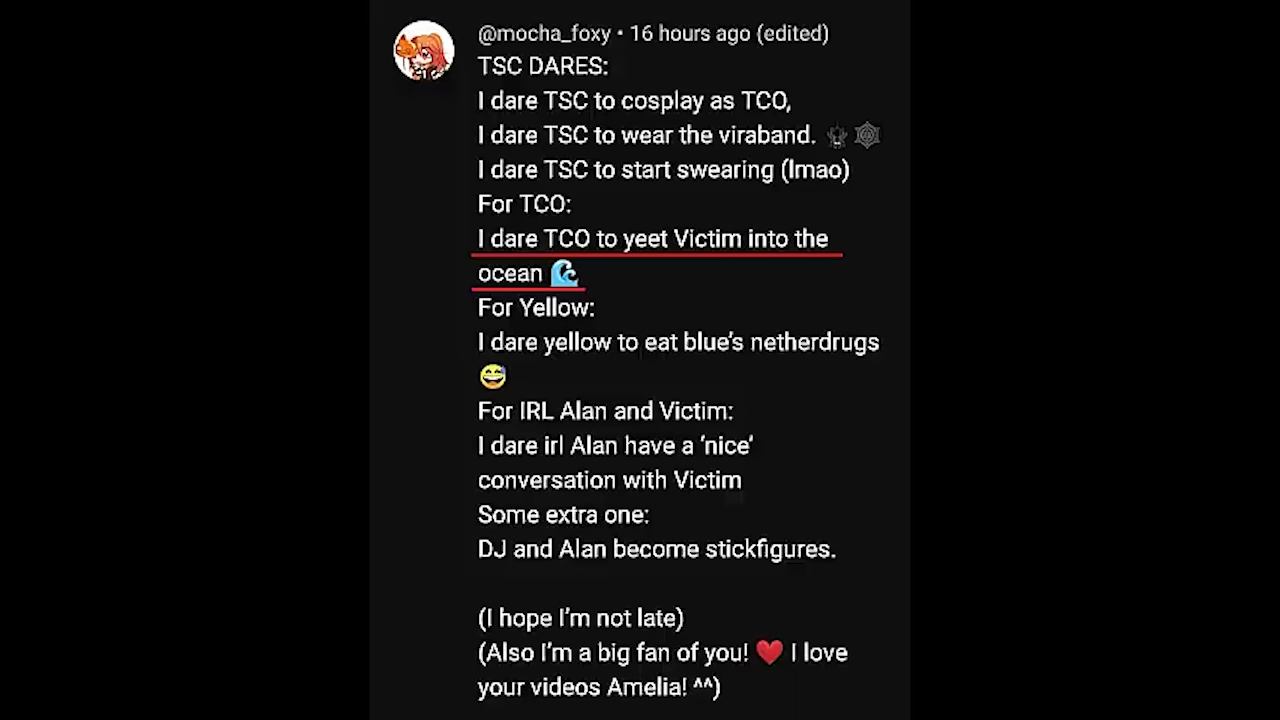 @mocha_foxy • 16 hours ago (edited)
TSC DARES:
I dare TSC to cosplay as TCO,
I dare TSC to wear the viraband. 🕷️🕸️
I dare TSC to start swearing (lmao)
For TCO:
I dare TCO to yeet Victim into the
ocean 🌊
For Yellow:
I dare yellow to eat blue’s netherdrugs
😅
For IRL Alan and Victim:
I dare irl Alan have a ‘nice‘
conversation with Victim
Some extra one:
DJ and Alan become stickfigures.
(I hope I’m not late)
(Also I’m a big fan of you! ❤️ I love
your videos Amelia! ^^)